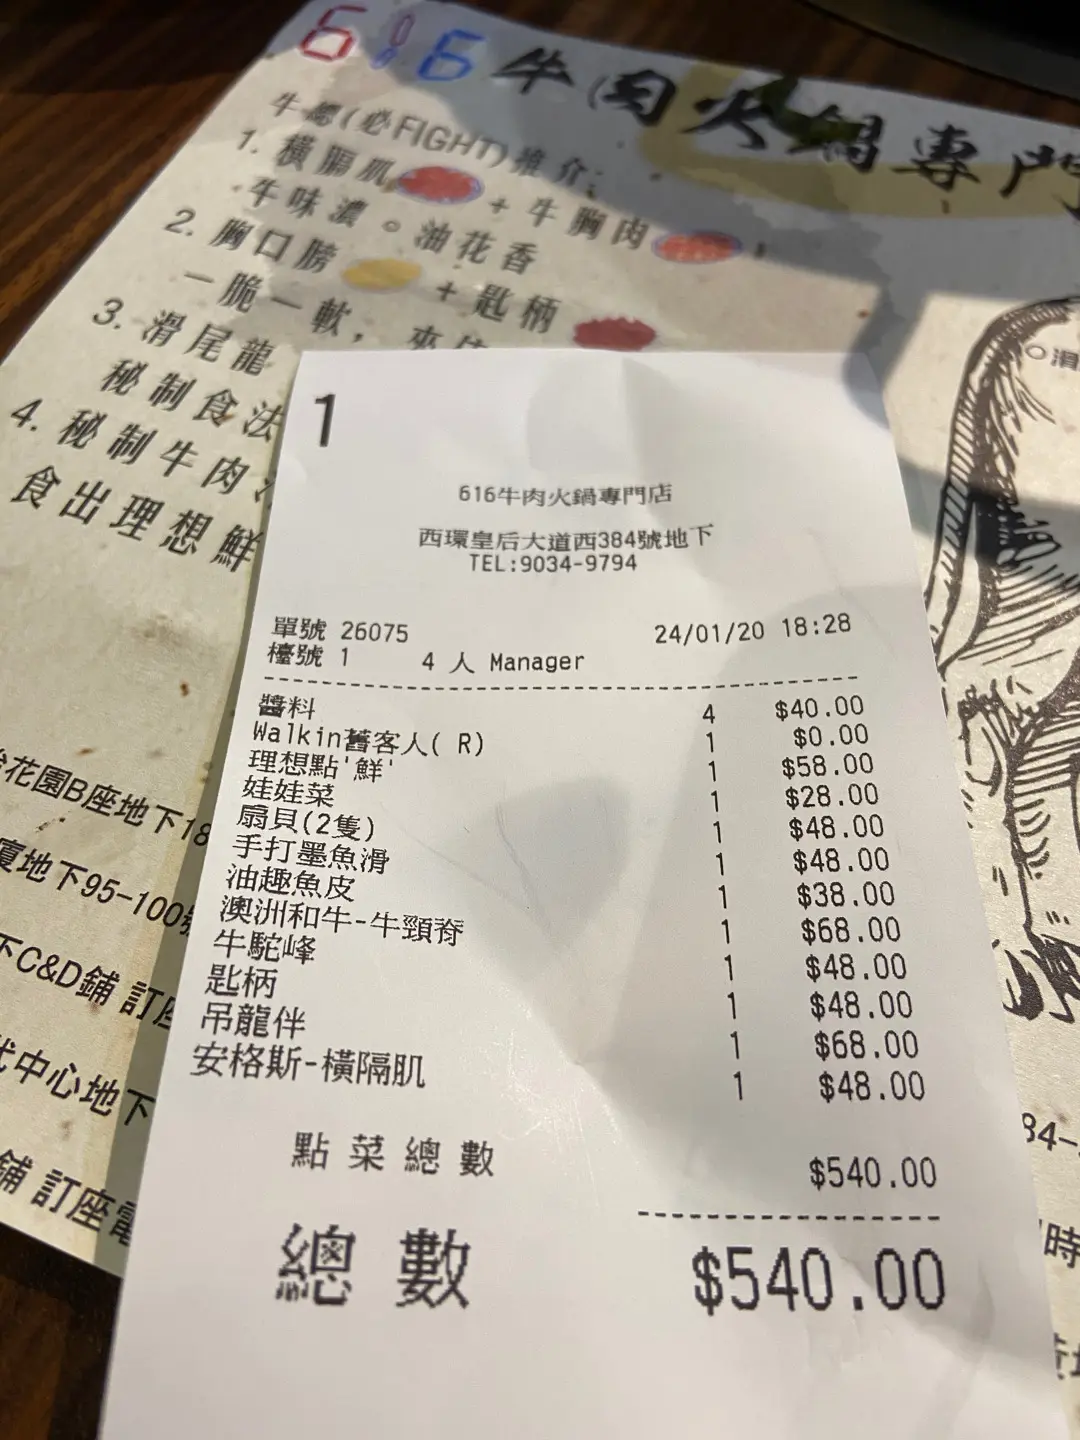 616牛肉火鍋專門
牛魔(必FIGHT)推介:
1. 橫膈肌 + 牛胸肉
牛味濃。油花香
2. 胸口膀 + 匙柄
一脆一軟,
3. 滑尾龍
秘制食法
4. 秘制牛肉
食出理想鮮
花園B座地下18
廈地下95-100號
下C&D鋪 訂座
中心地下
鋪 訂座電
1
616牛肉火鍋專門店
西環皇后大道西384號地下
TEL:9034-9794
單號 26075 24/01/20 18:28
檯號 1 4 人 Manager
醬料 4 $40.00
Walkin舊客人( R) 1 $0.00
理想點'鮮' 1 $58.00
娃娃菜 1 $28.00
扇貝(2隻) 1 $48.00
手打墨魚滑 1 $48.00
油趣魚皮 1 $38.00
澳洲和牛-牛頸脊 1 $68.00
牛駝峰 1 $48.00
匙柄 1 $48.00
吊龍伴 1 $68.00
安格斯-橫隔肌 1 $48.00
點菜總數 $540.00
總數 $540.00
84-
時